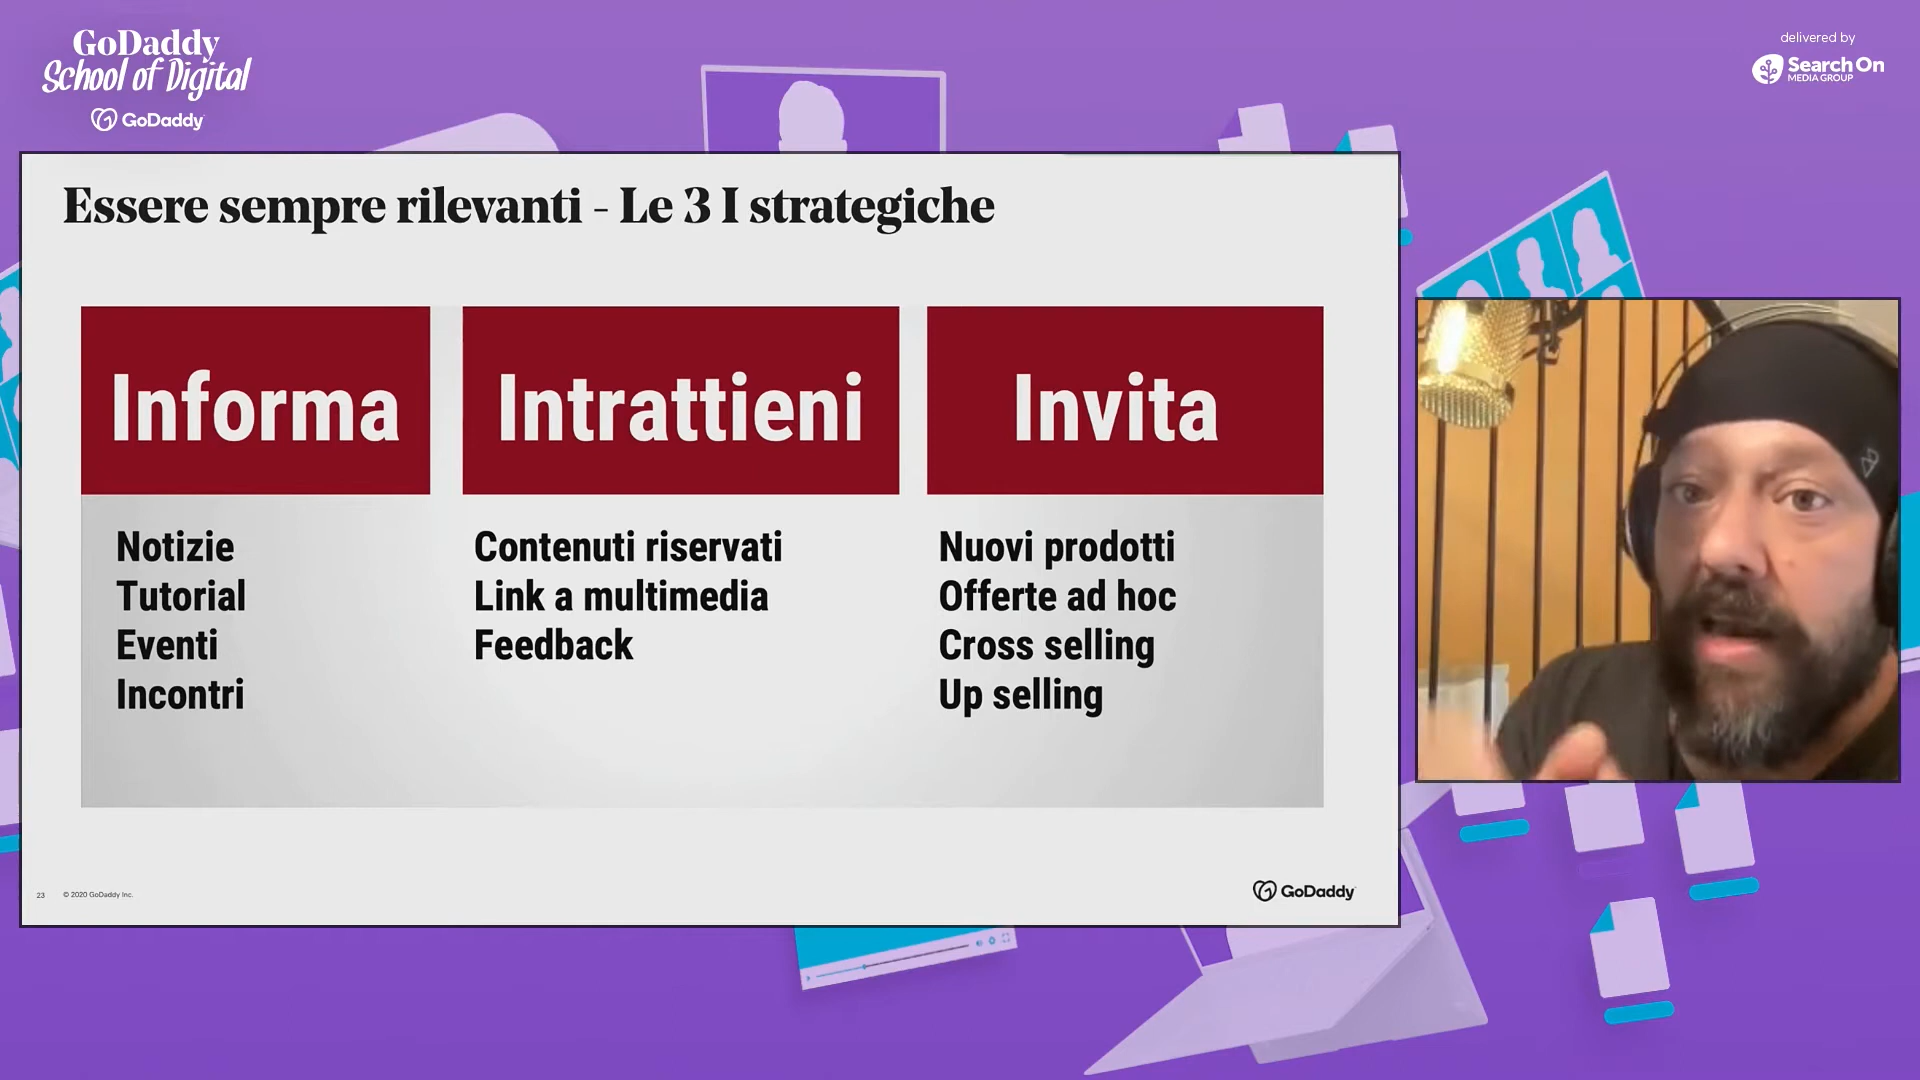 GoDaddy
School of Digital
GoDaddy
delivered by
Search On
MEDIA GROUP
Essere sempre rilevanti - Le 3 I strategiche
Informa
Notizie
Tutorial
Eventi
Incontri
Intrattieni
Contenuti riservati
Link a multimedia
Feedback
Invita
Nuovi prodotti
Offerte ad hoc
Cross selling
Up selling
23 © 2020 GoDaddy Inc.
GoDaddy